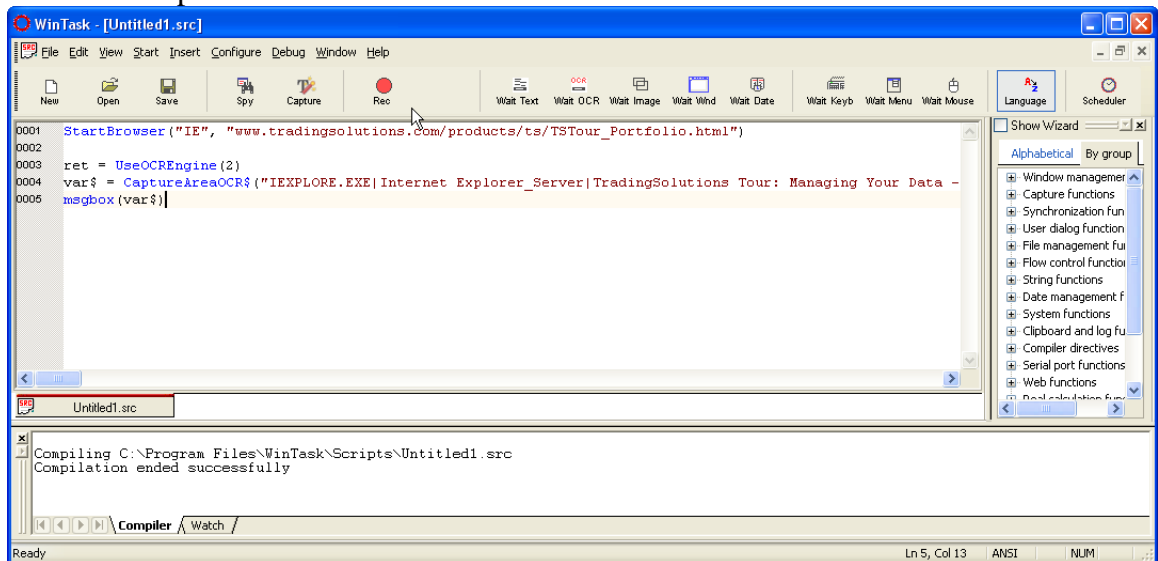 WinTask - [Untitled1.src]
File Edit View Start Insert Configure Debug Window Help
New Open Save Spy Capture Rec Wait Text Wait OCR Wait Image Wait Wnd Wait Date Wait Keyb Wait Menu Wait Mouse Language Scheduler
0001 StartBrowser("IE", "www.tradingsolutions.com/products/ts/TSTour_Portfolio.html")
0002
0003 ret = UseOCREngine(2)
0004 var$ = CaptureAreaOCR$("IEXPLORE.EXE|Internet Explorer_Server|TradingSolutions Tour: Managing Your Data -
0005 msgbox(var$)
Show Wizard
Alphabetical By group
Window managemer
Capture functions
Synchronization fun
User dialog function
File management fu
Flow control function
String functions
Date management f
System functions
Clipboard and log fu
Compiler directives
Serial port functions
Web functions
Untitled1.src
Compiling C:\Program Files\WinTask\Scripts\Untitled1.src
Compilation ended successfully
Compiler Watch
Ready Ln 5, Col 13 ANSI NUM